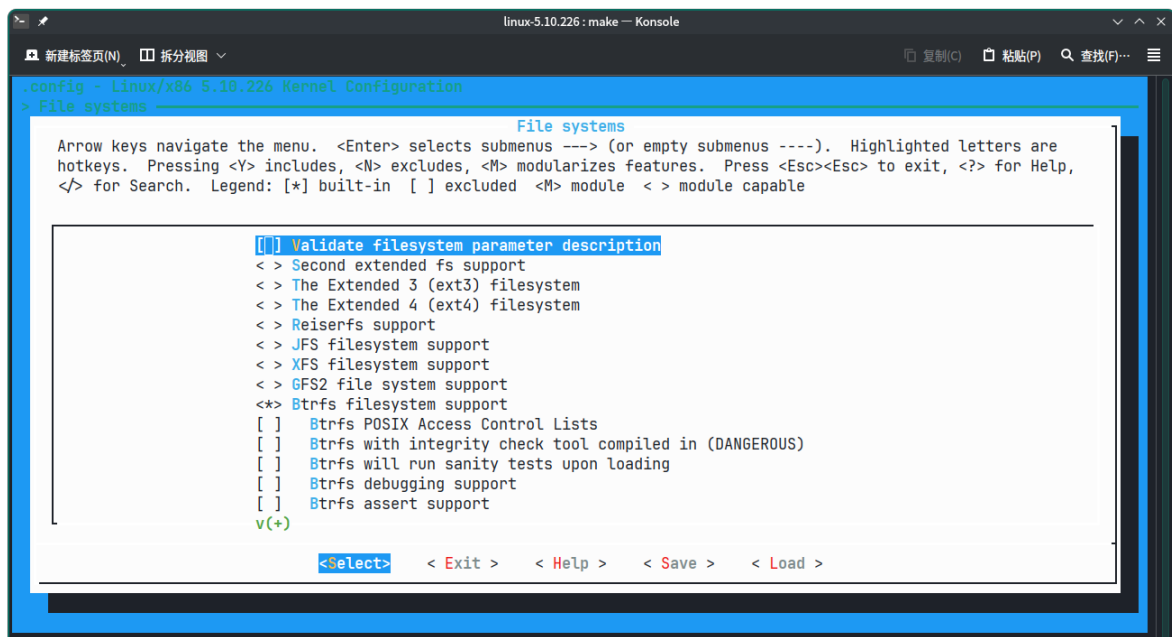 linux-5.10.226 : make — Konsole
新建标签页(N) 拆分视图 复制(C) 粘贴(P) 查找(F)…
.config - Linux/x86 5.10.226 Kernel Configuration
> File systems
File systems
Arrow keys navigate the menu.  <Enter> selects submenus ---> (or empty submenus ----).  Highlighted letters are
hotkeys.  Pressing <Y> includes, <N> excludes, <M> modularizes features.  Press <Esc><Esc> to exit, <?> for Help,
</> for Search.  Legend: [*] built-in  [ ] excluded  <M> module  < > module capable
[ ] Validate filesystem parameter description
< > Second extended fs support
< > The Extended 3 (ext3) filesystem
< > The Extended 4 (ext4) filesystem
< > Reiserfs support
< > JFS filesystem support
< > XFS filesystem support
< > GFS2 file system support
<*> Btrfs filesystem support
[ ]   Btrfs POSIX Access Control Lists
[ ]   Btrfs with integrity check tool compiled in (DANGEROUS)
[ ]   Btrfs will run sanity tests upon loading
[ ]   Btrfs debugging support
[ ]   Btrfs assert support
v(+)
<Select>    < Exit >    < Help >    < Save >    < Load >